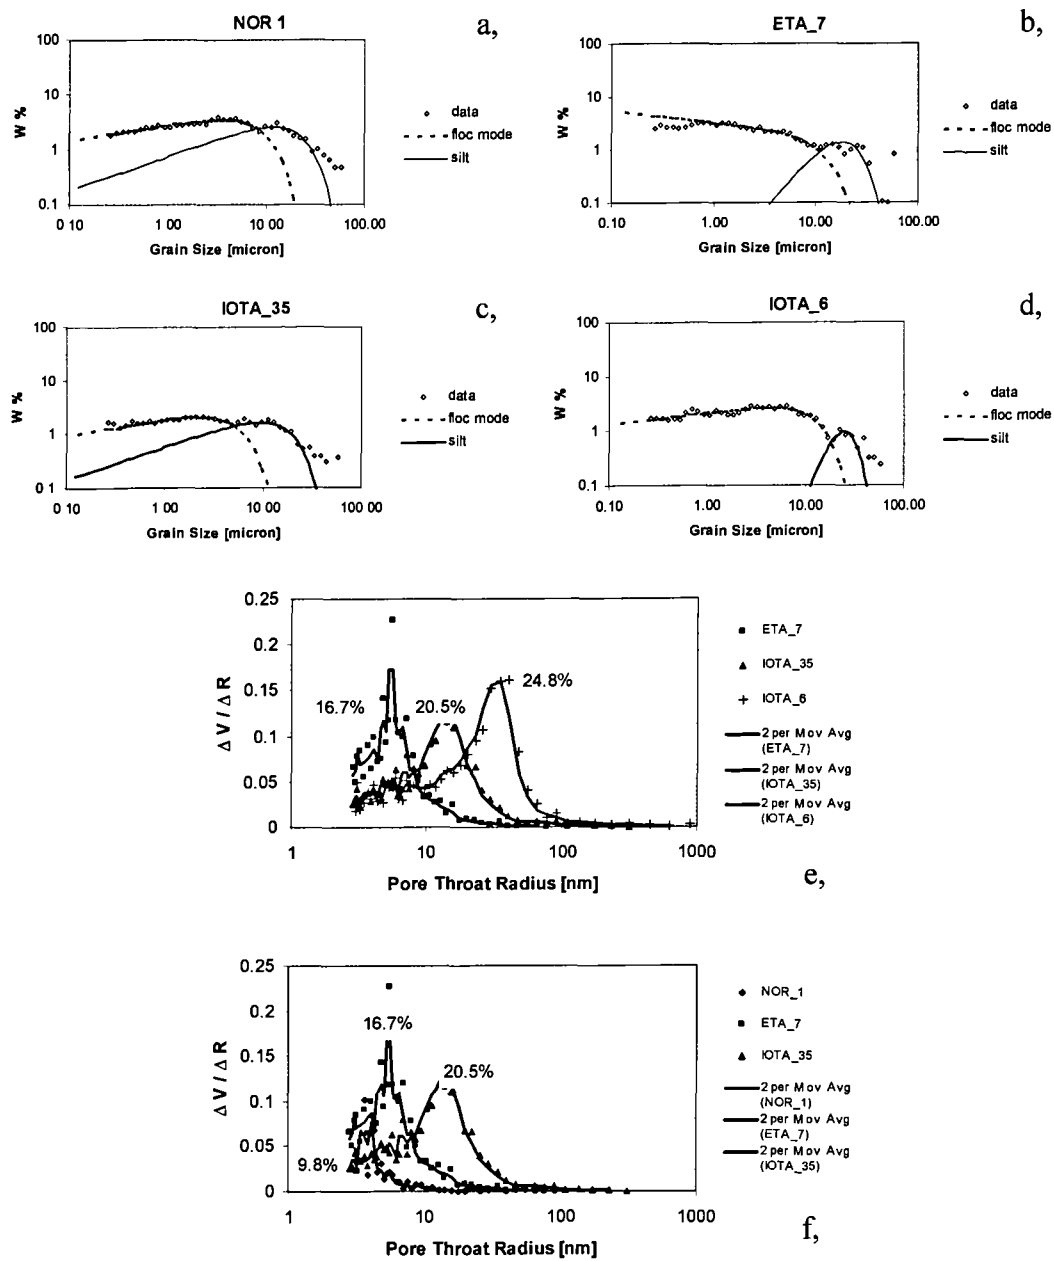 NOR 1
a,
100
10
1
0.1
W %
0 10
1 00
10 00
100.00
Grain Size [micron]
data
floc mode
silt
ETA_7
b,
100
10
1
0.1
W %
0.10
1.00
10.00
100.00
Grain Size [micron]
data
floc mode
silt
IOTA_35
c,
100
10
1
0 1
W %
0 10
1 00
10 00
100 00
Grain Size [micron]
data
floc mode
silt
IOTA_6
d,
100
10
1
0.1
W %
0.10
1.00
10.00
100.00
Grain Size [micron]
data
floc mode
silt
0.25
0.2
0.15
0.1
0.05
0
Δ V / Δ R
16.7%
20.5%
24.8%
1
10
100
1000
Pore Throat Radius [nm]
ETA_7
IOTA_35
IOTA_6
2 per Mov Avg
(ETA_7)
2 per Mov Avg
(IOTA_35)
2 per Mov Avg
(IOTA_6)
e,
0.25
0.2
0.15
0.1
0.05
0
Δ V / Δ R
16.7%
20.5%
9.8%
1
10
100
1000
Pore Throat Radius [nm]
NOR_1
ETA_7
IOTA_35
2 per Mov Avg
(NOR_1)
2 per Mov Avg
(ETA_7)
2 per Mov Avg
(IOTA_35)
f,